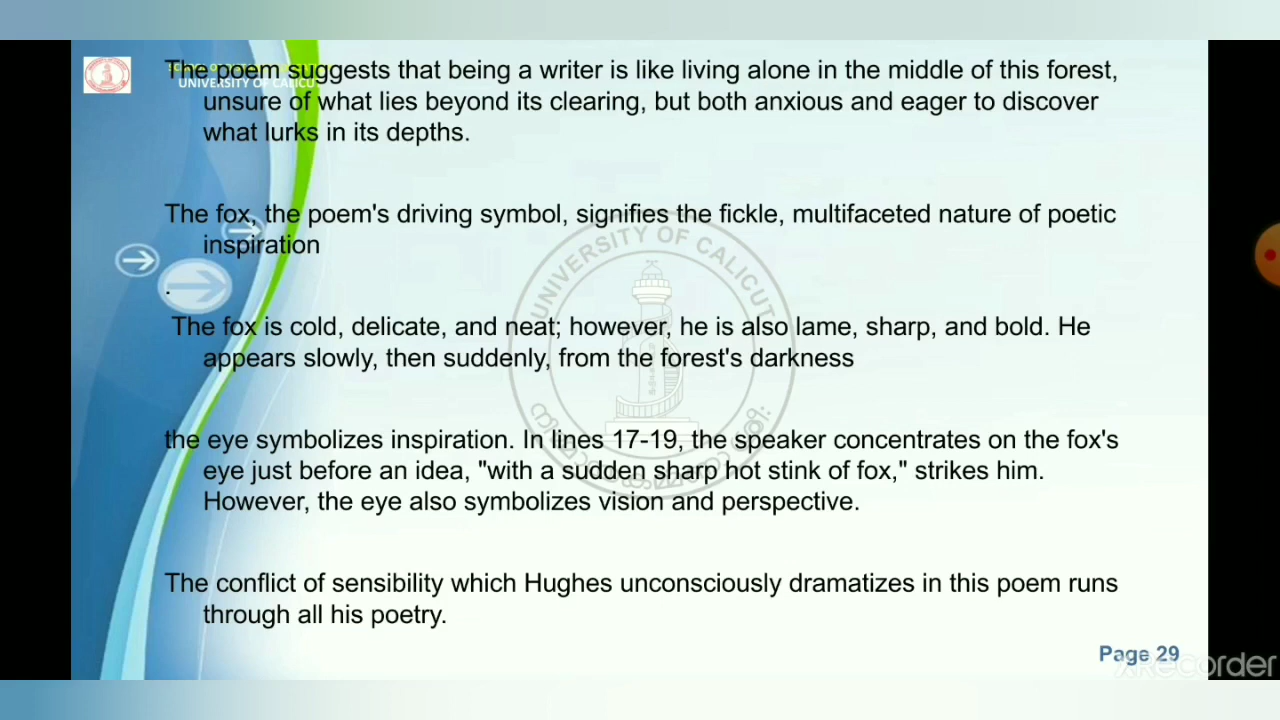 SCHOOL OF
UNIVERSITY OF CALICU
The poem suggests that being a writer is like living alone in the middle of this forest,
unsure of what lies beyond its clearing, but both anxious and eager to discover
what lurks in its depths.
The fox, the poem's driving symbol, signifies the fickle, multifaceted nature of poetic
inspiration
.
The fox is cold, delicate, and neat; however, he is also lame, sharp, and bold. He
appears slowly, then suddenly, from the forest's darkness
UNIVERSITY OF CALICUT
the eye symbolizes inspiration. In lines 17-19, the speaker concentrates on the fox's
eye just before an idea, "with a sudden sharp hot stink of fox," strikes him.
However, the eye also symbolizes vision and perspective.
The conflict of sensibility which Hughes unconsciously dramatizes in this poem runs
through all his poetry.
Page 29
XRecorder